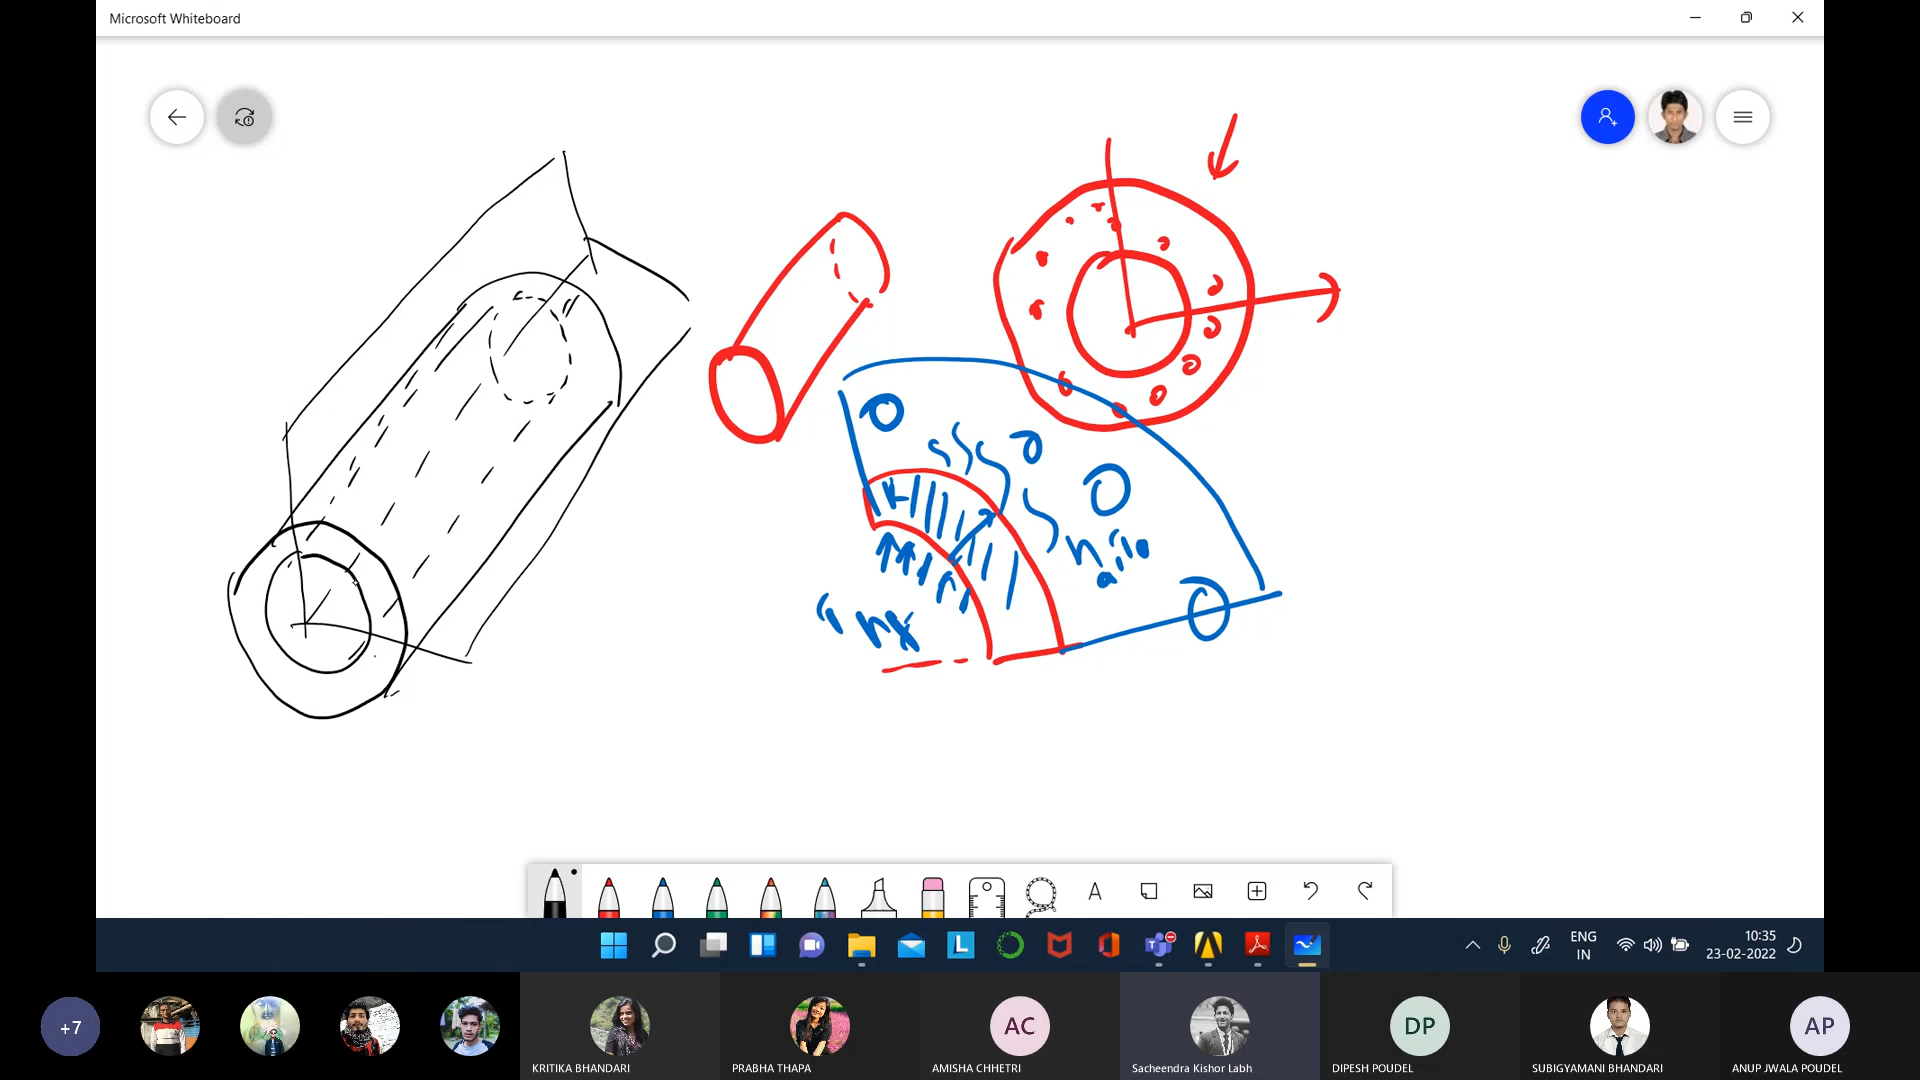 Microsoft Whiteboard
h air
A
L
ENG
IN
10:35
23-02-2022
+7
KRITIKA BHANDARI
PRABHA THAPA
AC
AMISHA CHHETRI
Sacheendra Kishor Labh
DP
DIPESH POUDEL
SUBIGYAMANI BHANDARI
AP
ANUP JWALA POUDEL